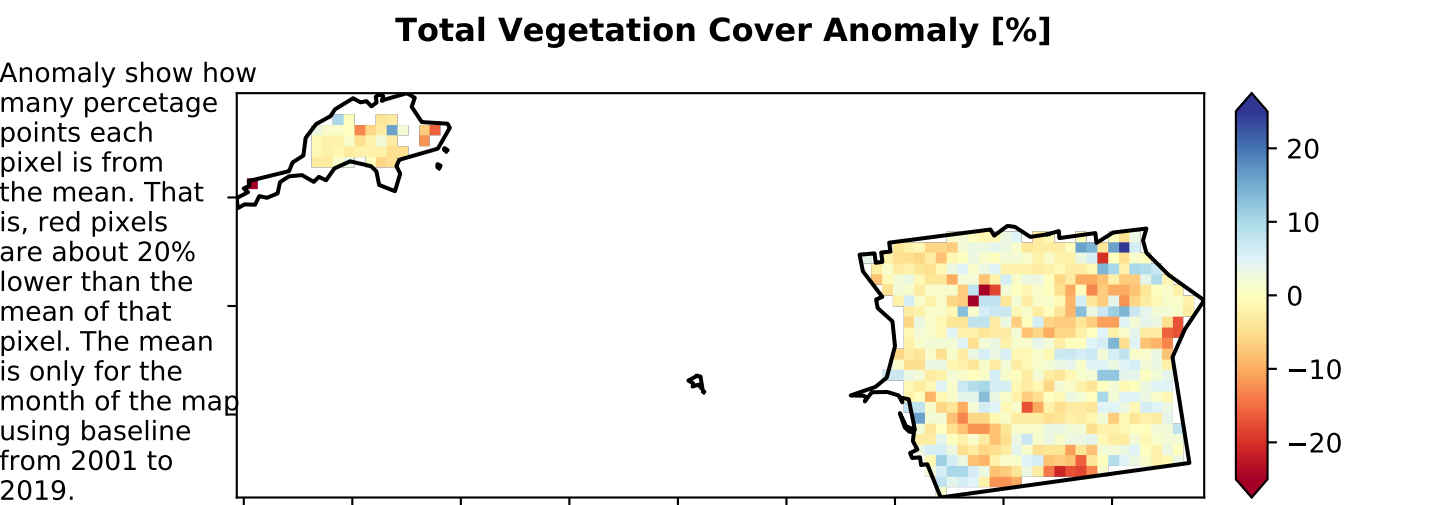 Total Vegetation Cover Anomaly [%]
Anomaly show how
many percetage
points each
pixel is from
the mean. That
is, red pixels
are about 20%
lower than the
mean of that
pixel. The mean
is only for the
month of the map
using baseline
from 2001 to
2019.
20
10
0
−10
−20